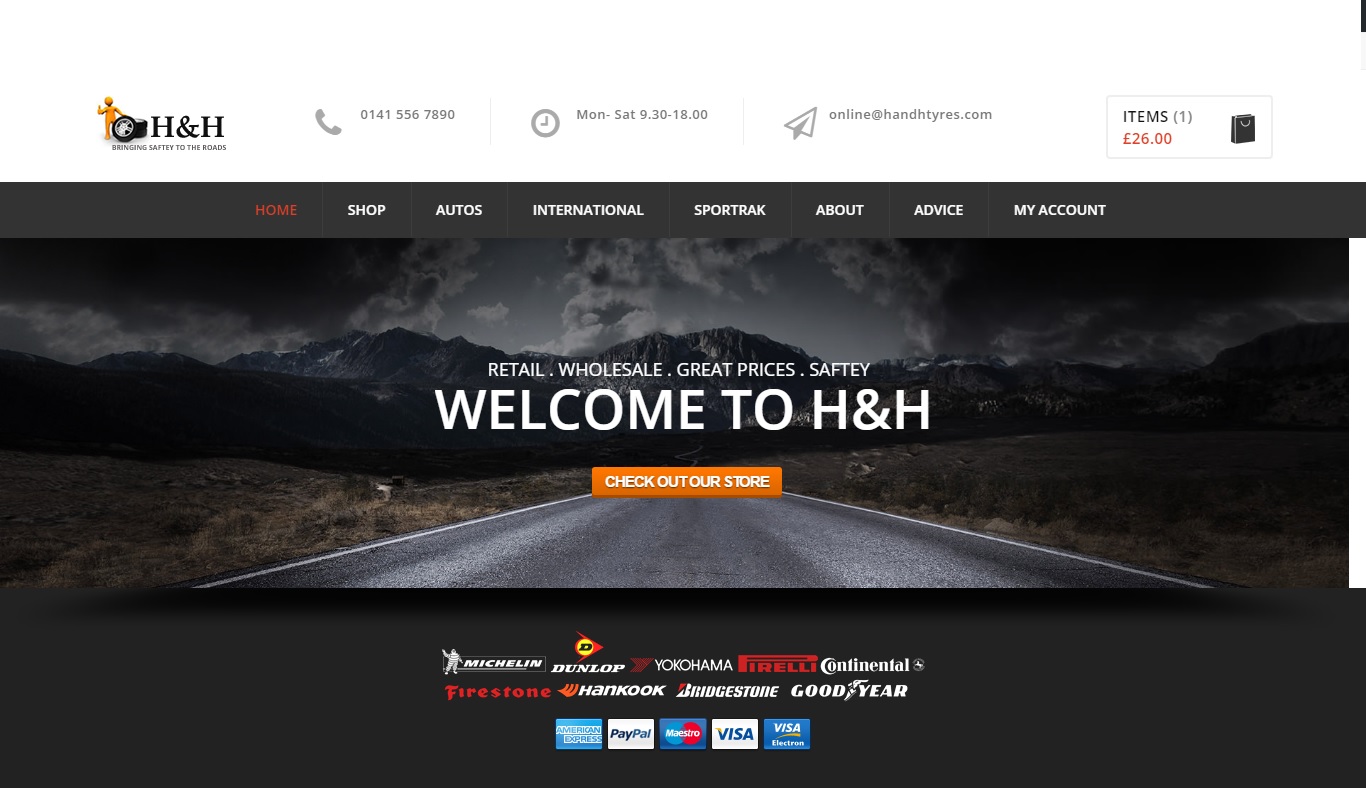 H&H
BRINGING SAFTEY TO THE ROADS
0141 556 7890
Mon- Sat 9.30-18.00
online@handhtyres.com
ITEMS (1)
£26.00
HOME SHOP AUTOS INTERNATIONAL SPORTRAK ABOUT ADVICE MY ACCOUNT
RETAIL . WHOLESALE . GREAT PRICES . SAFTEY
WELCOME TO H&H
CHECK OUT OUR STORE
MICHELIN D DUNLOP YOKOHAMA PIRELLI Continental
Firestone HANKOOK BRIDGESTONE GOODYEAR
AMERICAN EXPRESS PayPal Maestro VISA VISA Electron